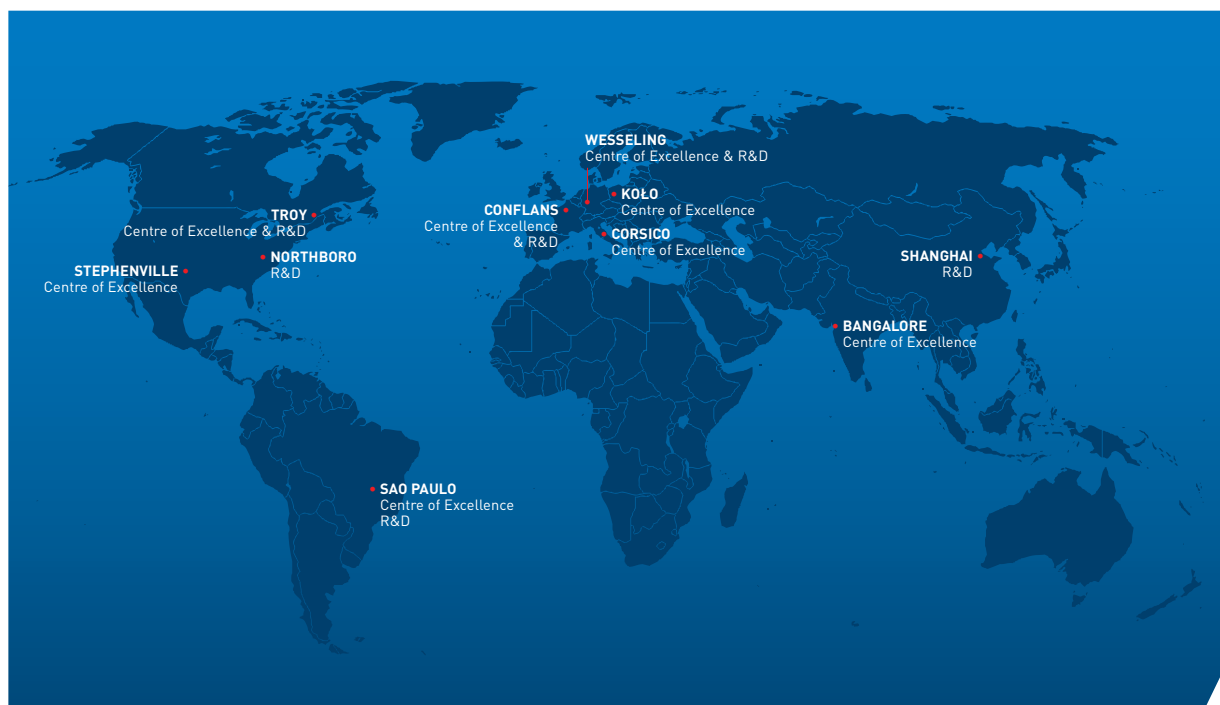 WESSELING
Centre of Excellence & R&D
KOŁO
Centre of Excellence
CONFLANS
Centre of Excellence
& R&D
CORSICO
Centre of Excellence
TROY
Centre of Excellence & R&D
NORTHBORO
R&D
STEPHENVILLE
Centre of Excellence
SHANGHAI
R&D
BANGALORE
Centre of Excellence
SAO PAULO
Centre of Excellence
R&D